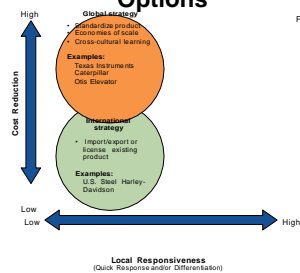 Options
High
F
Global strategy
• Standardize product
• Economies of scale
• Cross-cultural learning
Examples:
Texas Instruments
Caterpillar
Otis Elevator
Cost Reduction
International
strategy
• Import/export or
license existing
product
Examples:
U.S. Steel Harley-
Davidson
Low
Low
High
Local Responsiveness
(Quick Response and/or Differentiation)